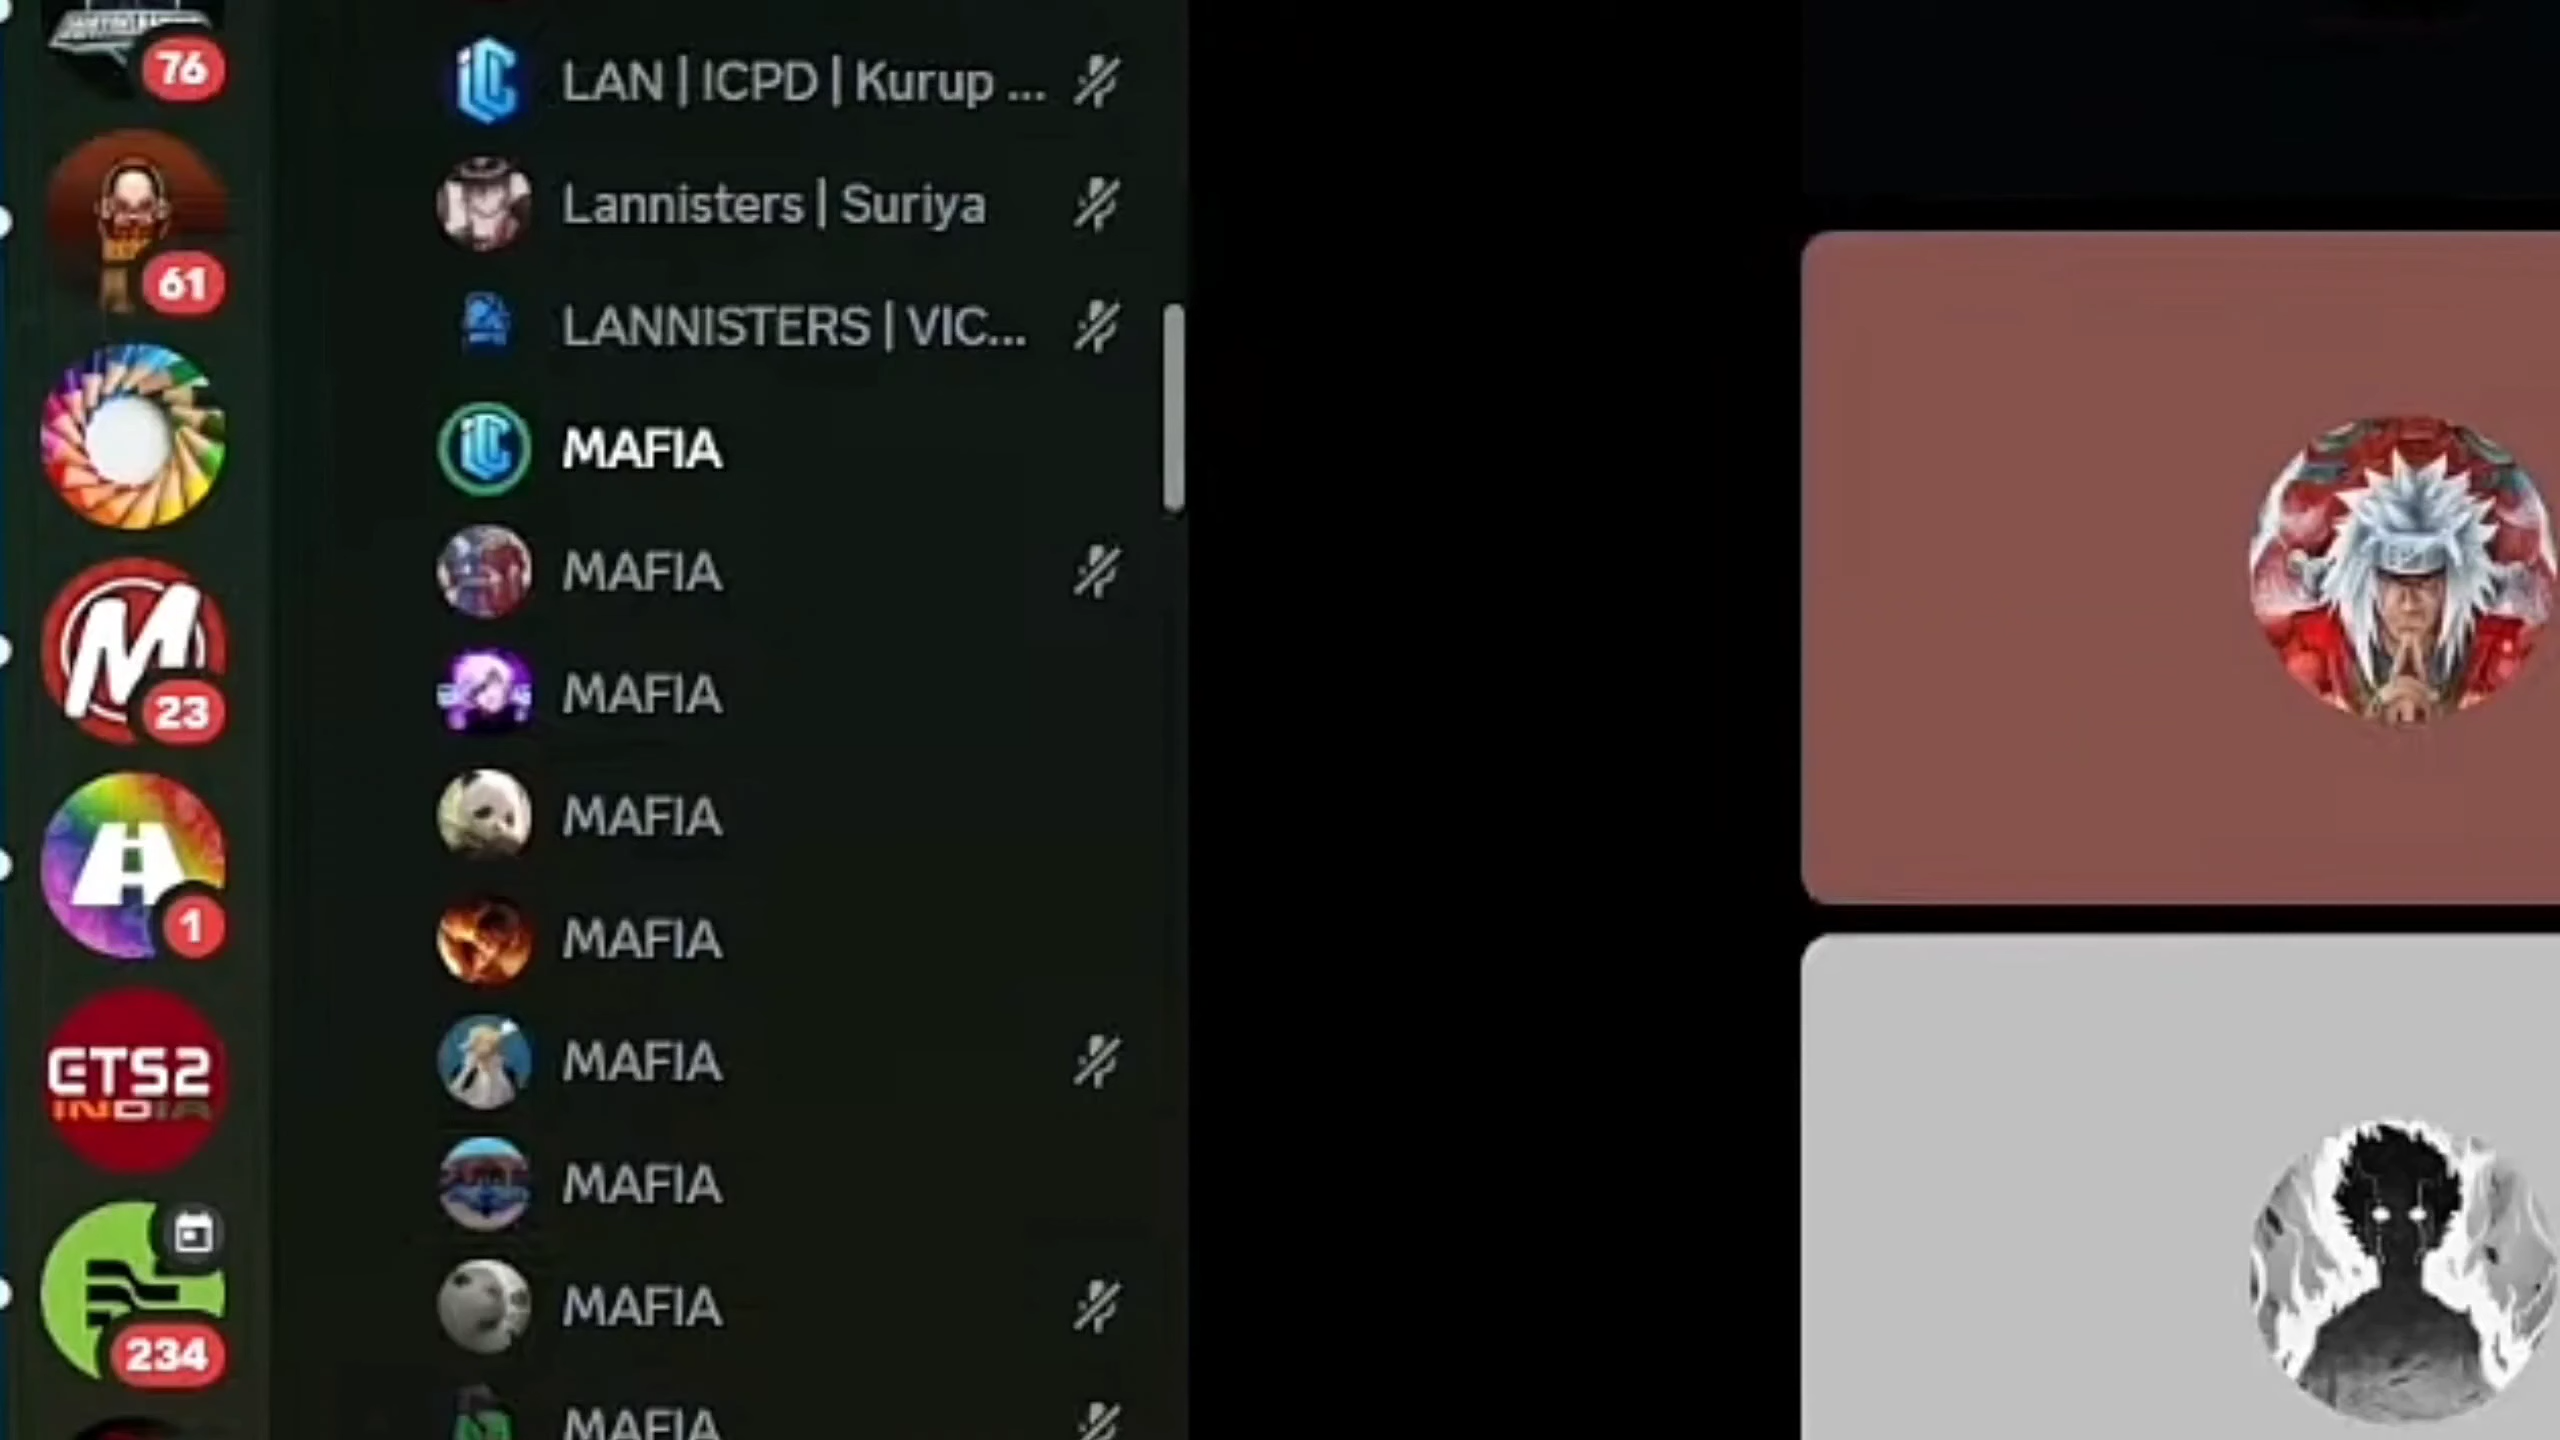 76
LAN | ICPD | Kurup ...
61
Lannisters | Suriya
LANNISTERS | VIC...
MAFIA
MAFIA
M
23
MAFIA
MAFIA
1
MAFIA
ETS2
INDIA
MAFIA
MAFIA
234
MAFIA
MAFIA